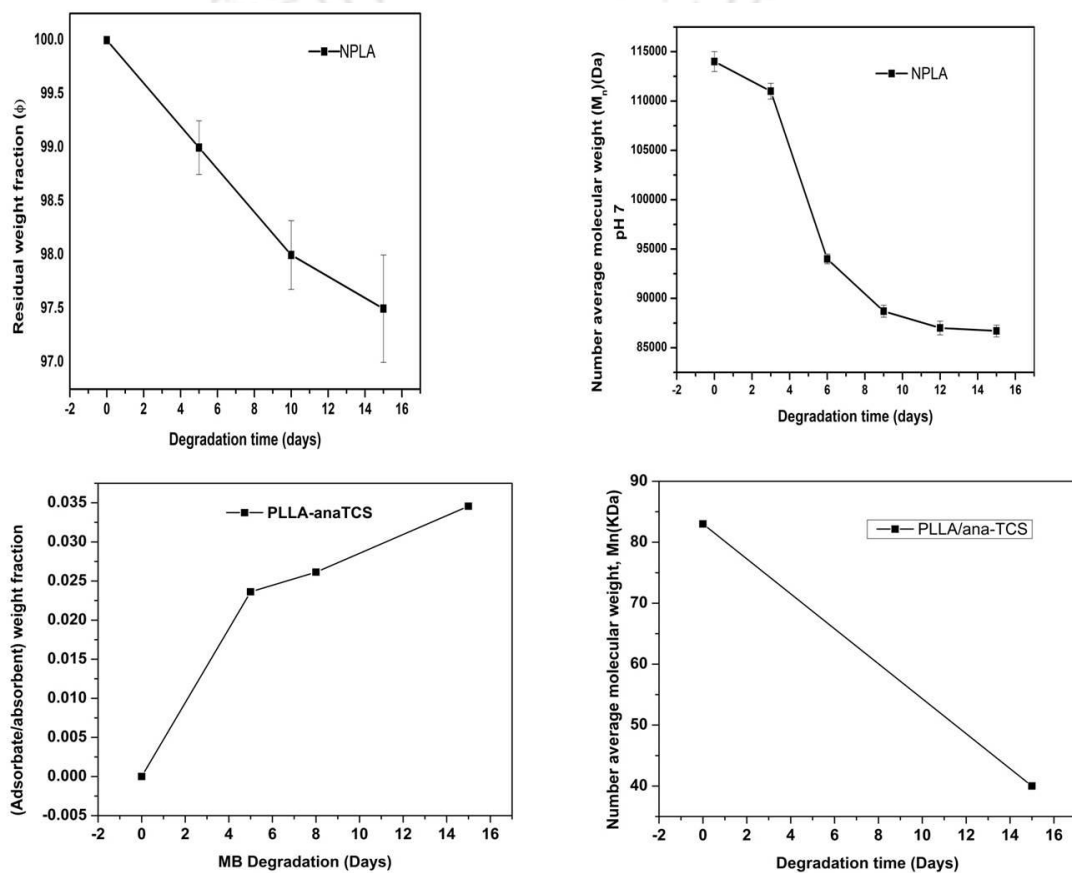 NPLA
100.0
99.5
99.0
98.5
98.0
97.5
97.0
-2 0 2 4 6 8 10 12 14 16
Residual weight fraction (ϕ)
Degradation time (days)
NPLA
115000
110000
105000
100000
95000
90000
85000
-2 0 2 4 6 8 10 12 14 16
Number average molecular weight (Mn)(Da)
pH 7
Degradation time (days)
PLLA-anaTCS
0.035
0.030
0.025
0.020
0.015
0.010
0.005
0.000
-0.005
-2 0 2 4 6 8 10 12 14 16
(Adsorbate/absorbent) weight fraction
MB Degradation (Days)
PLLA/ana-TCS
90
80
70
60
50
40
-2 0 2 4 6 8 10 12 14 16
Number average molecular weight, Mn(KDa)
Degradation time (Days)